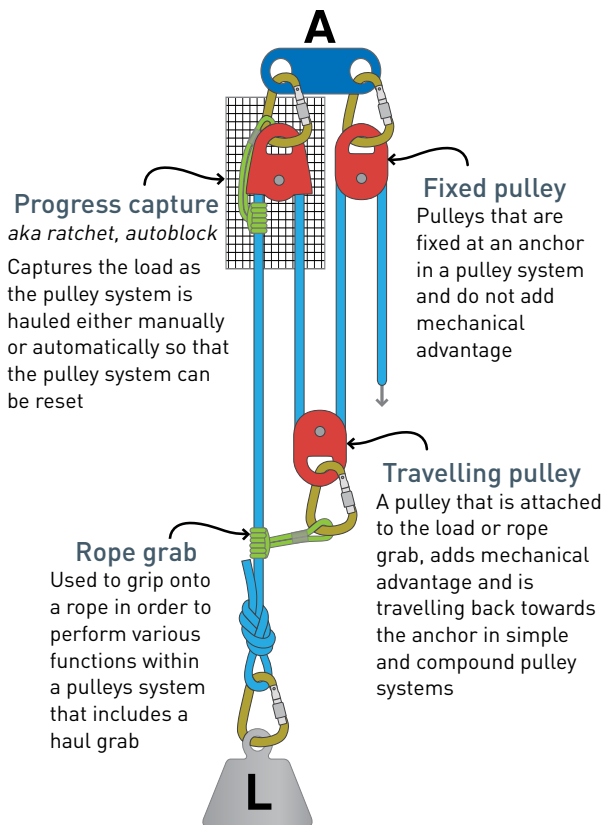 A
Progress capture
aka ratchet, autoblock
Captures the load as
the pulley system is
hauled either manually
or automatically so that
the pulley system can
be reset
Fixed pulley
Pulleys that are
fixed at an anchor
in a pulley system
and do not add
mechanical
advantage
Travelling pulley
A pulley that is attached
to the load or rope
grab, adds mechanical
advantage and is
travelling back towards
the anchor in simple
and compound pulley
systems
Rope grab
Used to grip onto
a rope in order to
perform various
functions within
a pulleys system
that includes a
haul grab
L